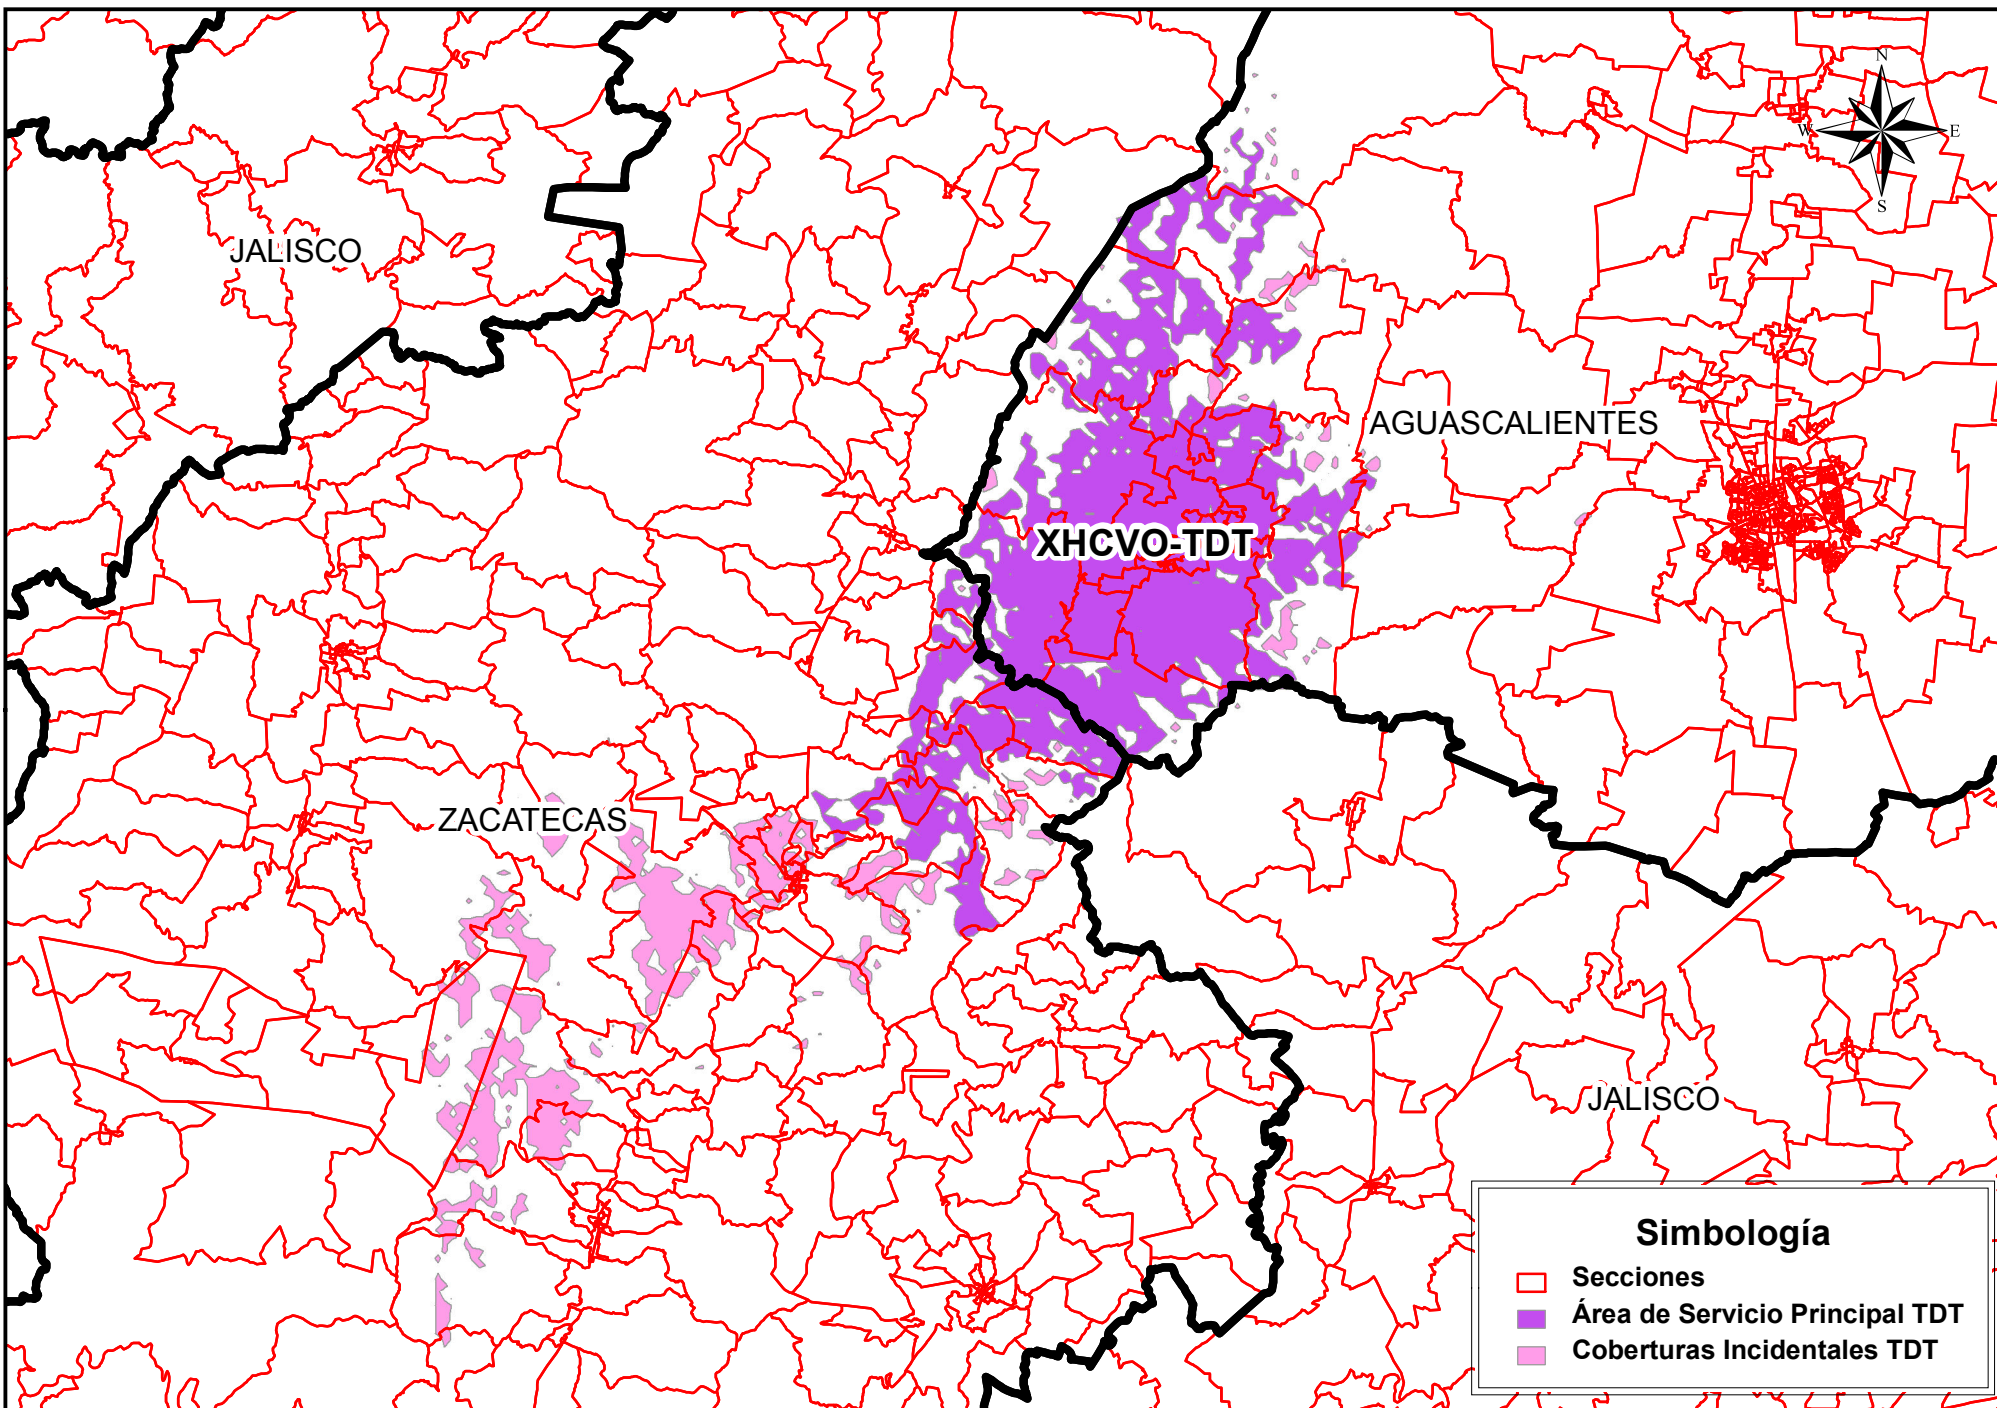 N
W
E
S
JALISCO
AGUASCALIENTES
XHCVO-TDT
ZACATECAS
JALISCO
Simbología
Secciones
Área de Servicio Principal TDT
Coberturas Incidentales TDT